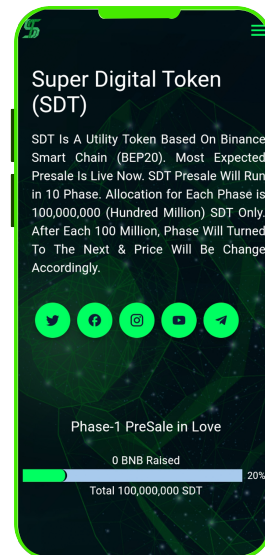 Super Digital Token
(SDT)
SDT Is A Utility Token Based On Binance
Smart Chain (BEP20). Most Expected
Presale Is Live Now. SDT Presale Will Run
in 10 Phase. Allocation for Each Phase is
100,000,000 (Hundred Million) SDT Only.
After Each 100 Million, Phase Will Turned
To The Next & Price Will Be Change
Accordingly.
Phase-1 PreSale in Love
0 BNB Raised
20%
Total 100,000,000 SDT